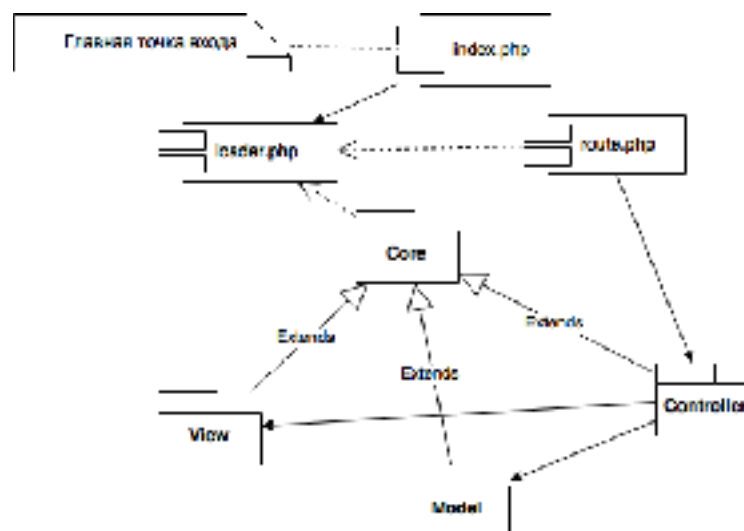 Главная точка входа
index.php
loader.php
route.php
Core
Extends
Extends
Extends
Controller
View
Model